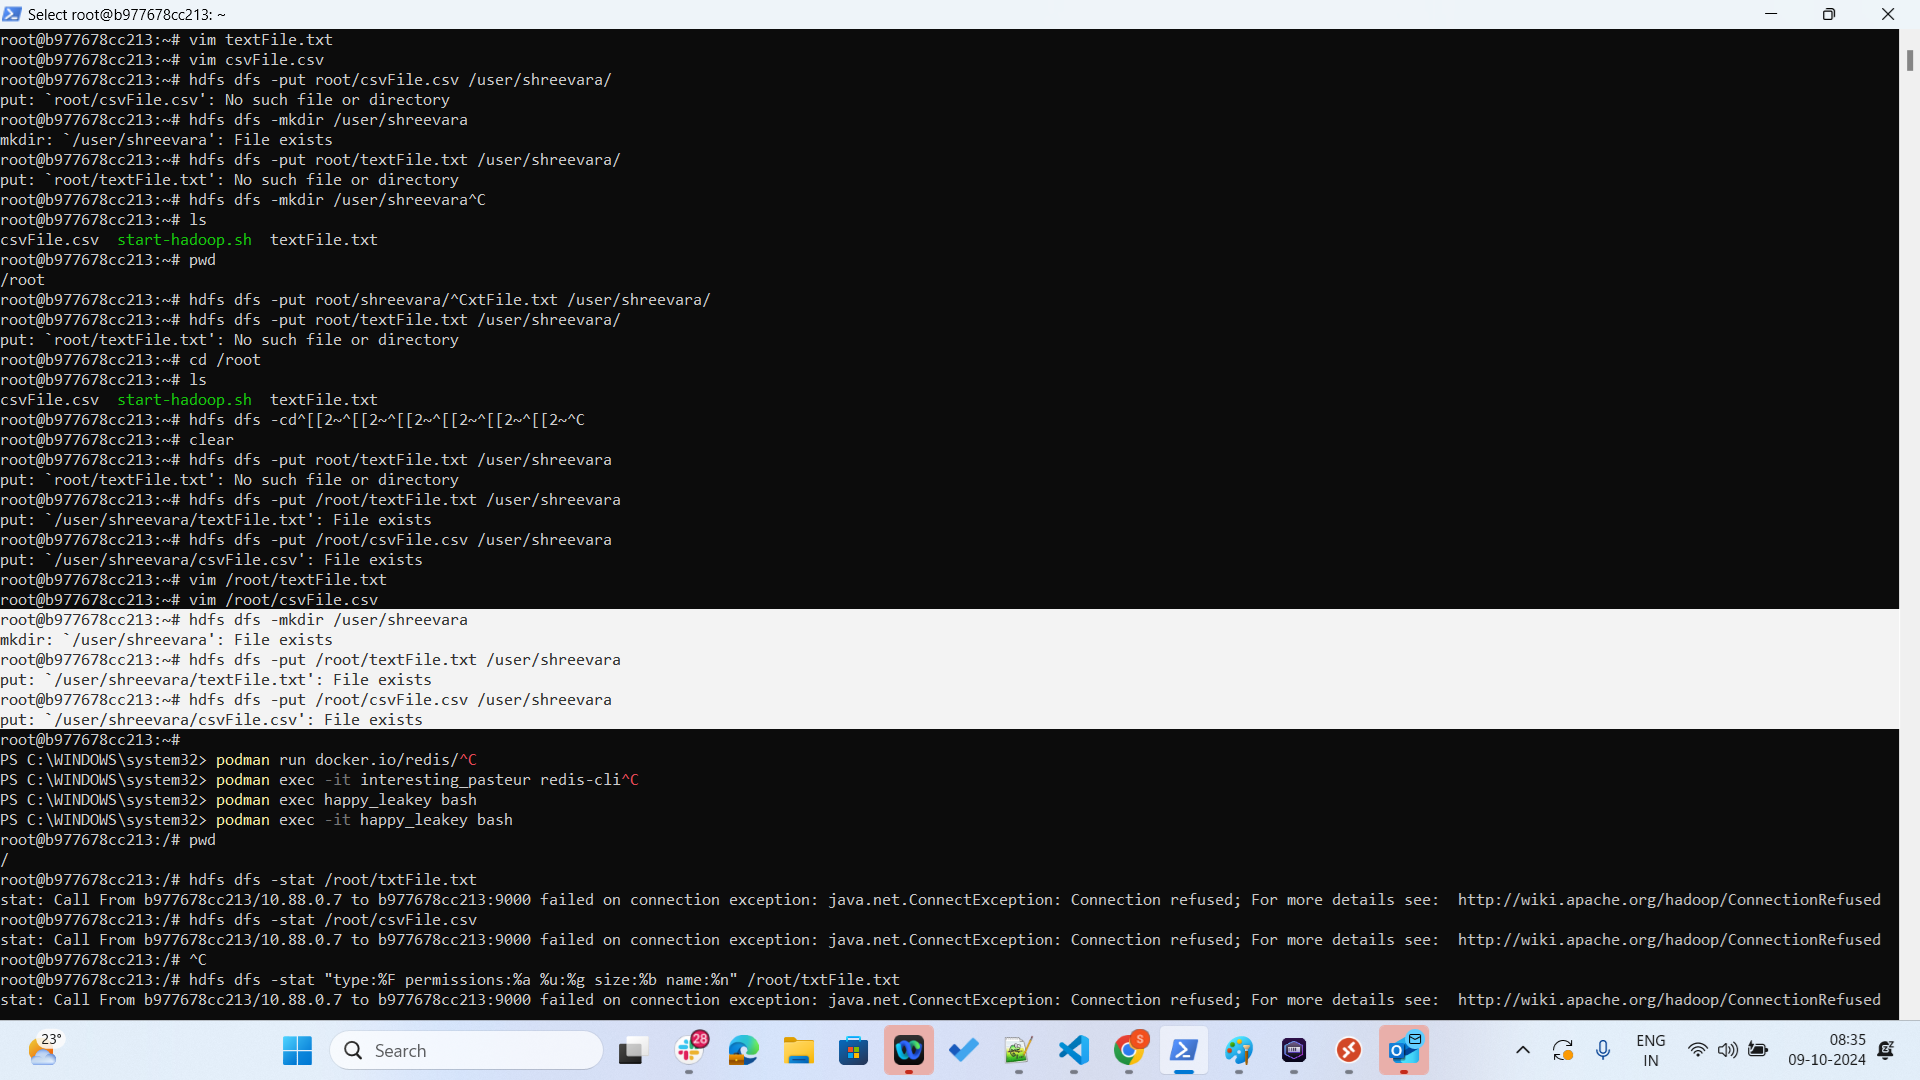 Select root@b977678cc213: ~
root@b977678cc213:~# vim textFile.txt
root@b977678cc213:~# vim csvFile.csv
root@b977678cc213:~# hdfs dfs -put root/csvFile.csv /user/shreevara/
put: `root/csvFile.csv': No such file or directory
root@b977678cc213:~# hdfs dfs -mkdir /user/shreevara
mkdir: `/user/shreevara': File exists
root@b977678cc213:~# hdfs dfs -put root/textFile.txt /user/shreevara/
put: `root/textFile.txt': No such file or directory
root@b977678cc213:~# hdfs dfs -mkdir /user/shreevara^C
root@b977678cc213:~# ls
csvFile.csv  start-hadoop.sh  textFile.txt
root@b977678cc213:~# pwd
/root
root@b977678cc213:~# hdfs dfs -put root/shreevara/^CxtFile.txt /user/shreevara/
root@b977678cc213:~# hdfs dfs -put root/textFile.txt /user/shreevara/
put: `root/textFile.txt': No such file or directory
root@b977678cc213:~# cd /root
root@b977678cc213:~# ls
csvFile.csv  start-hadoop.sh  textFile.txt
root@b977678cc213:~# hdfs dfs -cd^[[2~^[[2~^[[2~^[[2~^[[2~^[[2~^C
root@b977678cc213:~# clear
root@b977678cc213:~# hdfs dfs -put root/textFile.txt /user/shreevara
put: `root/textFile.txt': No such file or directory
root@b977678cc213:~# hdfs dfs -put /root/textFile.txt /user/shreevara
put: `/user/shreevara/textFile.txt': File exists
root@b977678cc213:~# hdfs dfs -put /root/csvFile.csv /user/shreevara
put: `/user/shreevara/csvFile.csv': File exists
root@b977678cc213:~# vim /root/textFile.txt
root@b977678cc213:~# vim /root/csvFile.csv
root@b977678cc213:~# hdfs dfs -mkdir /user/shreevara
mkdir: `/user/shreevara': File exists
root@b977678cc213:~# hdfs dfs -put /root/textFile.txt /user/shreevara
put: `/user/shreevara/textFile.txt': File exists
root@b977678cc213:~# hdfs dfs -put /root/csvFile.csv /user/shreevara
put: `/user/shreevara/csvFile.csv': File exists
root@b977678cc213:~#
PS C:\WINDOWS\system32> podman run docker.io/redis/^C
PS C:\WINDOWS\system32> podman exec -it interesting_pasteur redis-cli^C
PS C:\WINDOWS\system32> podman exec happy_leakey bash
PS C:\WINDOWS\system32> podman exec -it happy_leakey bash
root@b977678cc213:/# pwd
/
root@b977678cc213:/# hdfs dfs -stat /root/txtFile.txt
stat: Call From b977678cc213/10.88.0.7 to b977678cc213:9000 failed on connection exception: java.net.ConnectException: Connection refused; For more details see:  http://wiki.apache.org/hadoop/ConnectionRefused
root@b977678cc213:/# hdfs dfs -stat /root/csvFile.csv
stat: Call From b977678cc213/10.88.0.7 to b977678cc213:9000 failed on connection exception: java.net.ConnectException: Connection refused; For more details see:  http://wiki.apache.org/hadoop/ConnectionRefused
root@b977678cc213:/# ^C
root@b977678cc213:/# hdfs dfs -stat "type:%F permissions:%a %u:%g size:%b name:%n" /root/txtFile.txt
stat: Call From b977678cc213/10.88.0.7 to b977678cc213:9000 failed on connection exception: java.net.ConnectException: Connection refused; For more details see:  http://wiki.apache.org/hadoop/ConnectionRefused
23°
Search
28
S
ENG
IN
08:35
09-10-2024